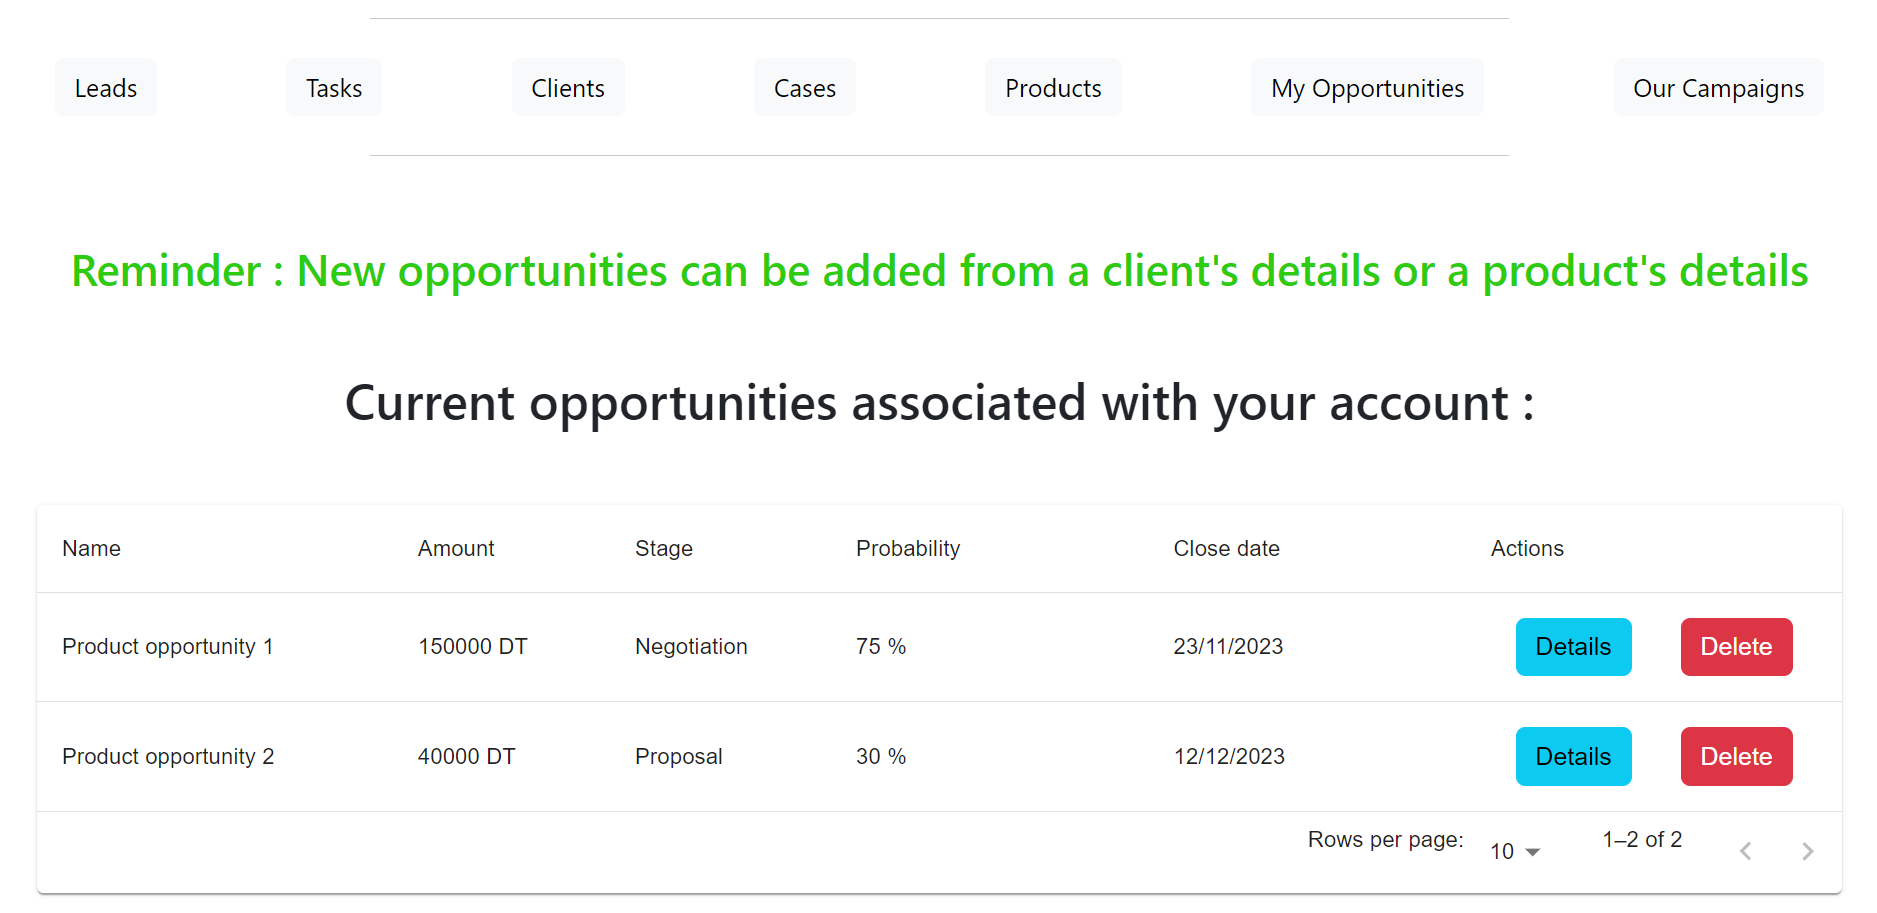 Leads Tasks Clients Cases Products My Opportunities Our Campaigns
Reminder : New opportunities can be added from a client's details or a product's details
Current opportunities associated with your account :
Name Amount Stage Probability Close date Actions
Product opportunity 1 150000 DT Negotiation 75 % 23/11/2023 Details Delete
Product opportunity 2 40000 DT Proposal 30 % 12/12/2023 Details Delete
Rows per page: 10 1–2 of 2